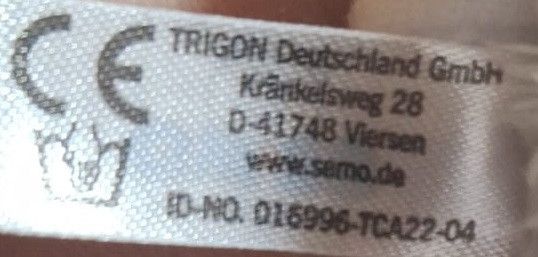 CE
TRIGON Deutschland GmbH
Kränkelsweg 28
D-41748 Viersen
www.semo.de
ID-NO. 016996-TCA22-04